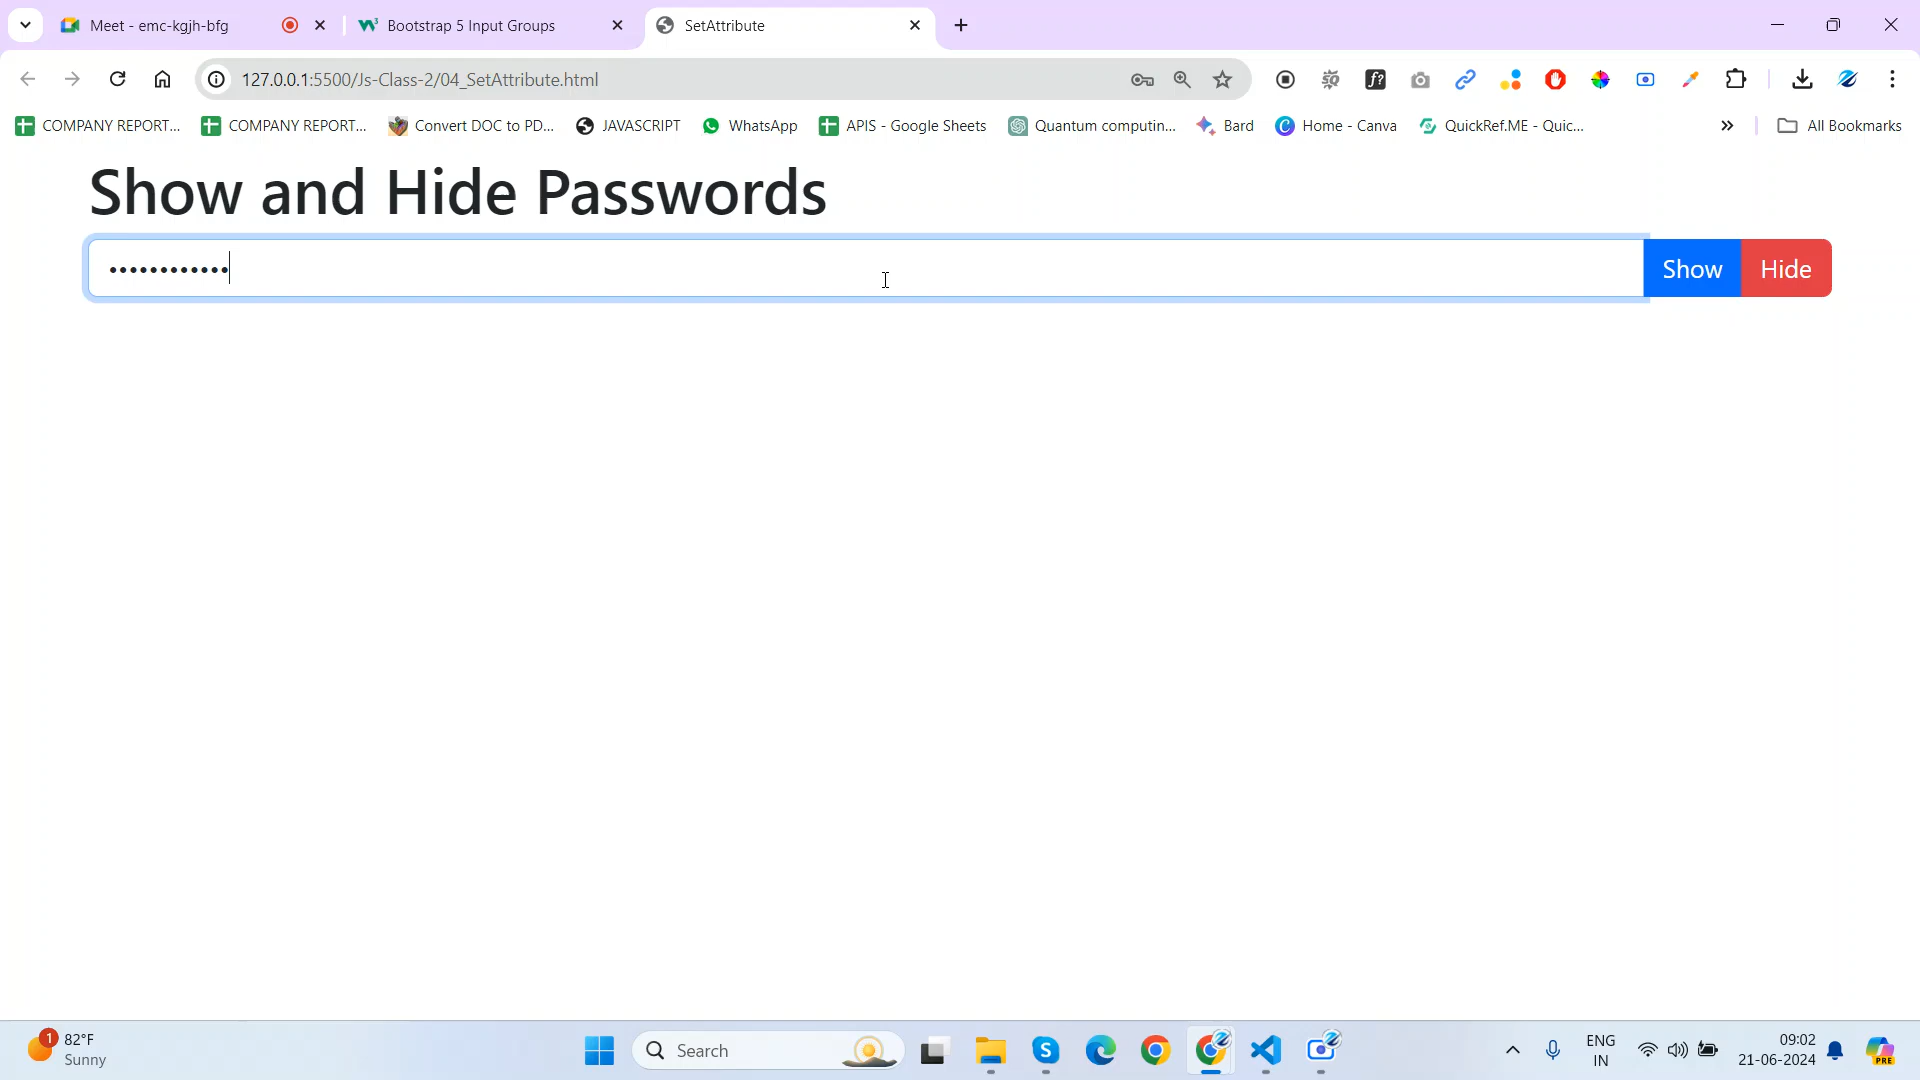 Meet - emc-kgjh-bfg
Bootstrap 5 Input Groups
SetAttribute
127.0.0.1:5500/Js-Class-2/04_SetAttribute.html
COMPANY REPORT...
COMPANY REPORT...
Convert DOC to PD...
JAVASCRIPT
WhatsApp
APIS - Google Sheets
Quantum computin...
Bard
Home - Canva
QuickRef.ME - Quic...
All Bookmarks
Show and Hide Passwords
••••••••••••
Show
Hide
1
82°F
Sunny
Search
ENG
IN
09:02
21-06-2024
PRE